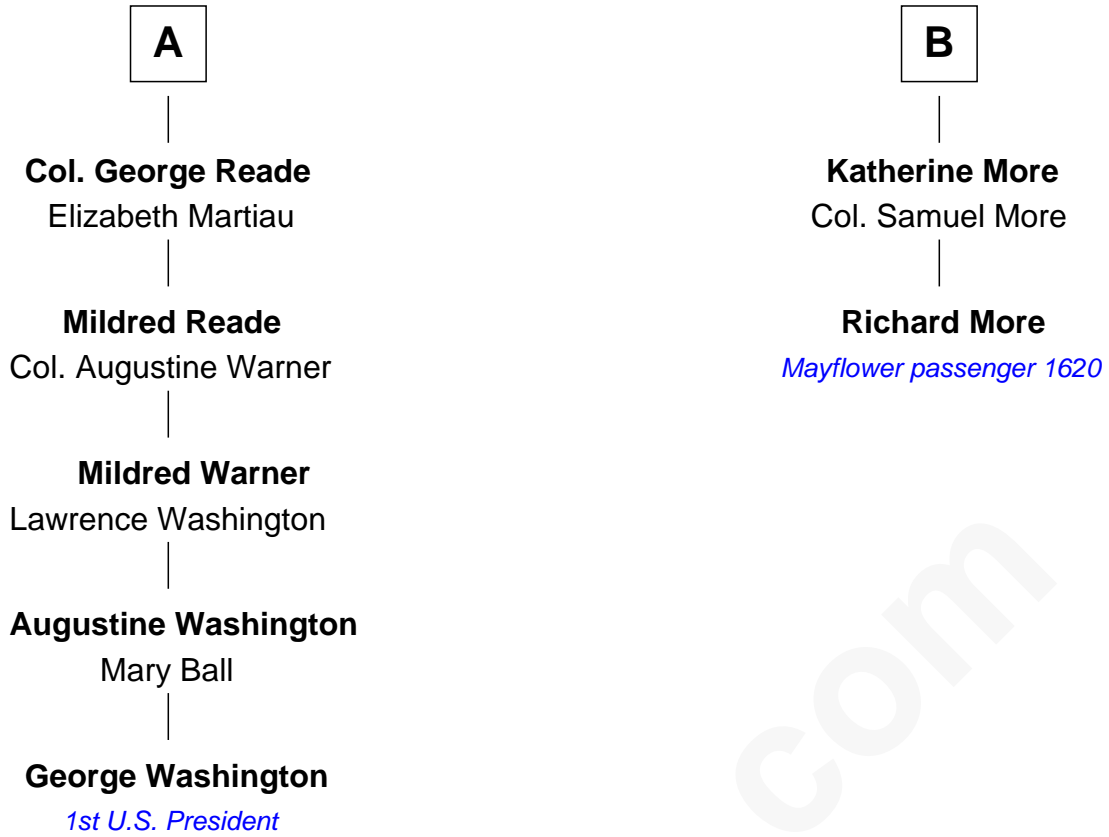 A
Col. George Reade
Elizabeth Martiau
Mildred Reade
Col. Augustine Warner
Mildred Warner
Lawrence Washington
Augustine Washington
Mary Ball
George Washington
1st U.S. President
B
Katherine More
Col. Samuel More
Richard More
Mayflower passenger 1620
com